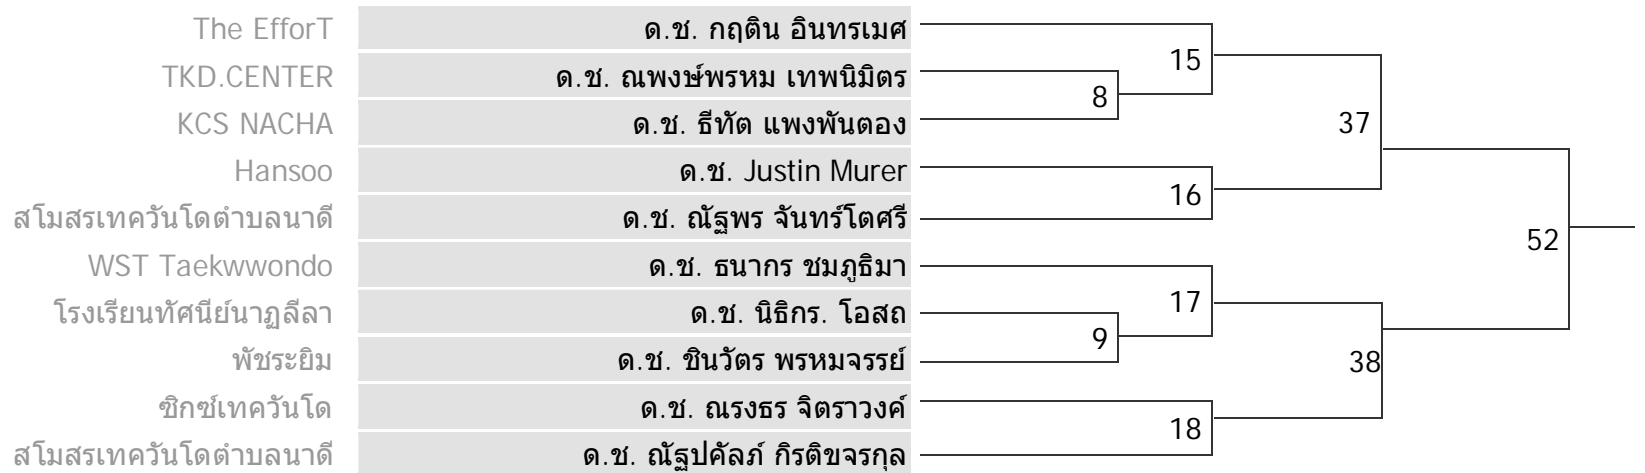 The EfforT ด.ช. กฤติน อินทรเมศ
15
TKD.CENTER ด.ช. ณพงษ์พรหม เทพนิมิตร
8
KCS NACHA ด.ช. ธีทัต แพงพันตอง
37
Hansoo ด.ช. Justin Murer
16
สโมสรเทควันโดตำบลนาดี ด.ช. ณัฐพร จันทร์โตศรี
52
WST Taekwwondo ด.ช. ธนากร ชมภูธิมา
17
โรงเรียนทัศนีย์นาฏลีลา ด.ช. นิธิกร. โอสถ
9
พัชระยิม ด.ช. ชินวัตร พรหมจรรย์
38
ซิกซ์เทควันโด ด.ช. ณรงธร จิตราวงค์
18
สโมสรเทควันโดตำบลนาดี ด.ช. ณัฐปคัลภ์ กิรติขจรกุล